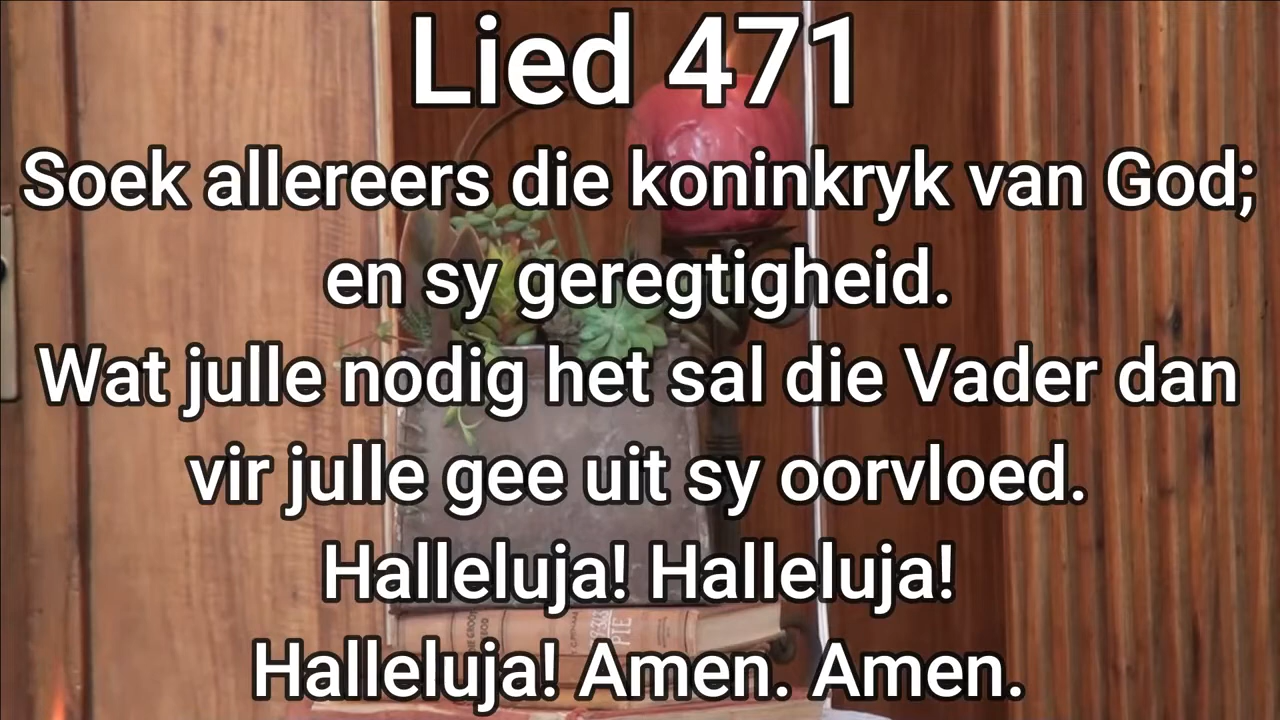 Lied 471
Soek allereers die koninkryk van God;
en sy geregtigheid.
Wat julle nodig het sal die Vader dan
vir julle gee uit sy oorvloed.
Halleluja! Halleluja!
Halleluja! Amen. Amen.